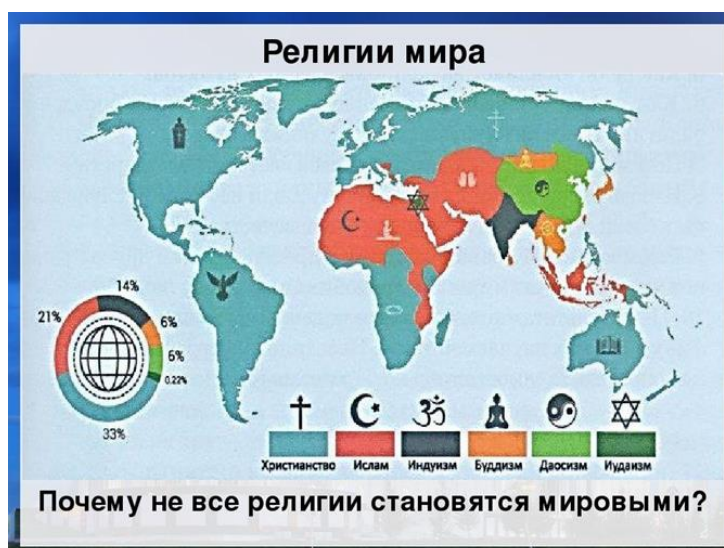 Религии мира
14%
21%
6%
6%
0.22%
33%
Христианство
Ислам
Индуизм
Буддизм
Даосизм
Иудаизм
Почему не все религии становятся мировыми?